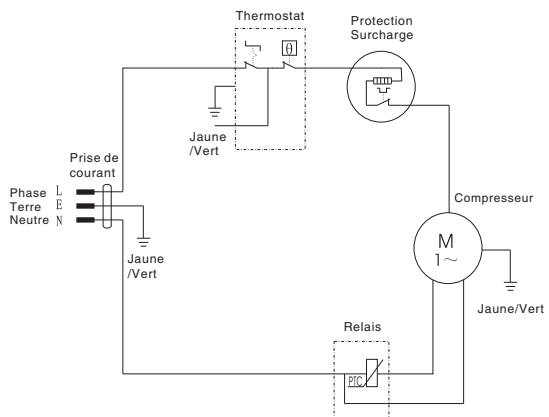 Thermostat
Protection
Surcharge
θ
Jaune
/Vert
Prise de
courant
Phase L
Terre E
Neutre N
Jaune
/Vert
Compresseur
M
1~
Jaune/Vert
Relais
PTC